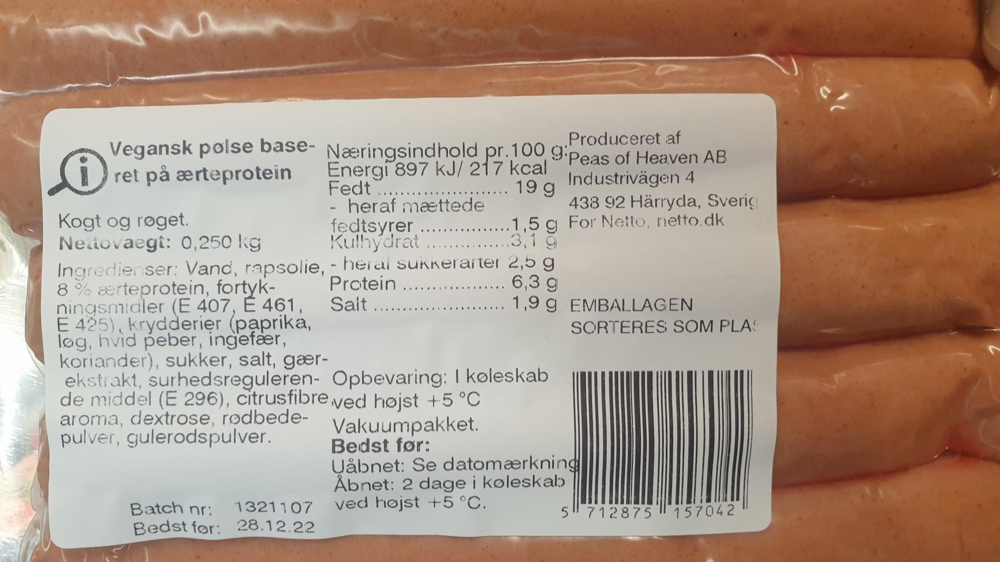 Vegansk pølse base-
ret på ærteprotein
Kogt og røget.
Nettovaegt: 0,250 kg
Ingredienser: Vand, rapsolie,
8 % ærteprotein, fortyk-
ningsmidler (E 407, E 461,
E 425), krydderier (paprika,
løg, hvid peber, ingefær,
koriander), sukker, salt, gær-
ekstrakt, surhedsreguleren-
de middel (E 296), citrusfibre,
aroma, dextrose, rødbede-
pulver, gulerodspulver.
Batch nr: 1321107
Bedst før: 28.12.22
Næringsindhold pr.100 g:
Energi 897 kJ/ 217 kcal
Fedt ........................ 19 g
- heraf mættede
fedtsyrer ................1,5 g
Kulhydrat ...............3,1 g
- heraf sukkerarter 2,5 g
Protein ................... 6,3 g
Salt ........................ 1,9 g
Opbevaring: I køleskab
ved højst +5 °C
Vakuumpakket.
Bedst før:
Uåbnet: Se datomærkning
Åbnet: 2 dage i køleskab
ved højst +5 °C.
Produceret af
Peas of Heaven AB
Industrivägen 4
438 92 Härryda, Sverig
For Netto, netto.dk
EMBALLAGEN
SORTERES SOM PLAS
5 712875 157042